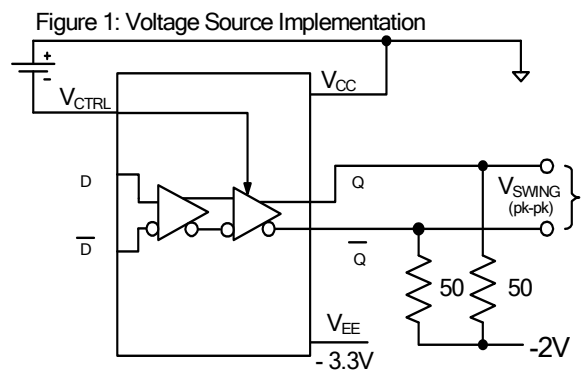 Figure 1: Voltage Source Implementation
+
-
VCTRL
VCC
D
Q
VSWING
(pk-pk)
D
Q
50
50
VEE
-2V
- 3.3V